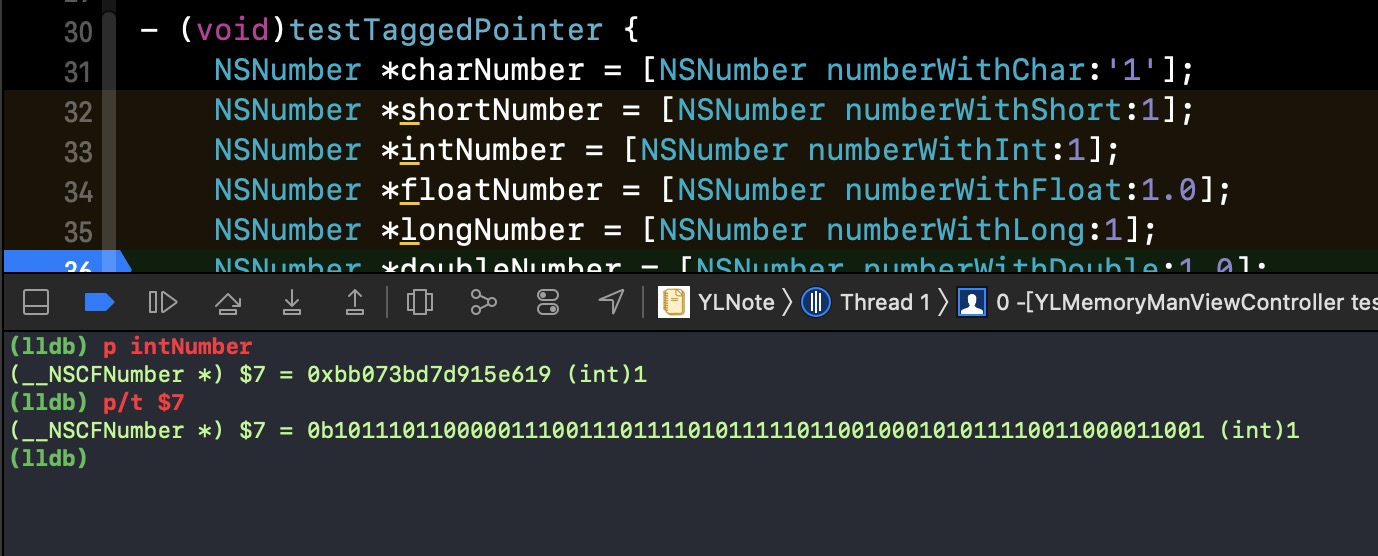 30 - (void)testTaggedPointer {
31 NSNumber *charNumber = [NSNumber numberWithChar:'1'];
32 NSNumber *shortNumber = [NSNumber numberWithShort:1];
33 NSNumber *intNumber = [NSNumber numberWithInt:1];
34 NSNumber *floatNumber = [NSNumber numberWithFloat:1.0];
35 NSNumber *longNumber = [NSNumber numberWithLong:1];
36 NSNumber *doubleNumber = [NSNumber numberWithDouble:1.0];
YLNote 〉 Thread 1 〉 0 -[YLMemoryManViewController tes
(lldb) p intNumber
(__NSCFNumber *) $7 = 0xbb073bd7d915e619 (int)1
(lldb) p/t $7
(__NSCFNumber *) $7 = 0b1011101100000111001110111101011111011001000101011110011000011001 (int)1
(lldb)